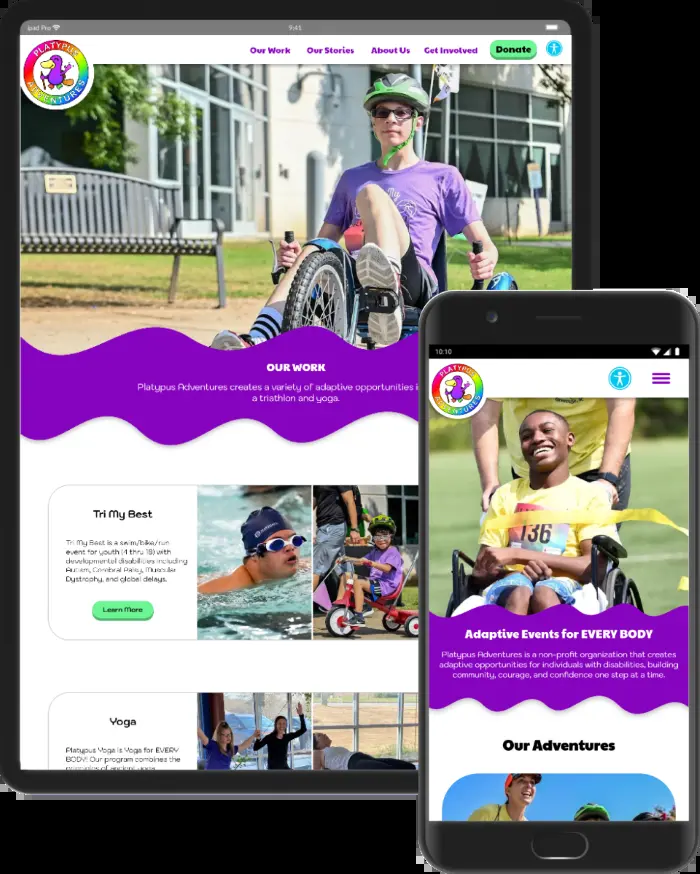 ipad Pro
9:41
PLATYPUS
ADVENTURES
Our Work
Our Stories
About Us
Get Involved
Donate
OUR WORK
Platypus Adventures creates a variety of adaptive opportunities i
a triathlon and yoga.
Tri My Best
Tri My Best is a swim/bike/run
event for youth (4 thru 19) with
developmental disabilities including
Autism, Cerebral Palsy, Muscular
Dystrophy, and global delays.
Learn More
Yoga
Platypus Yoga is Yoga for EVERY
BODY! Our program combines the
principles of ancient yoga
10:10
PLATYPUS
ADVENTURES
136
Adaptive Events for EVERY BODY
Platypus Adventures is a non-profit organization that creates
adaptive opportunities for individuals with disabilities, building
community, courage, and confidence one step at a time.
Our Adventures